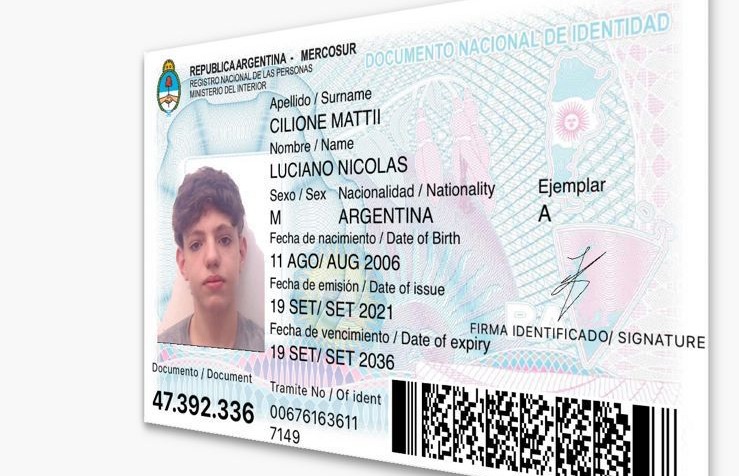 REPUBLICA ARGENTINA - MERCOSUR
REGISTRO NACIONAL DE LAS PERSONAS
MINISTERIO DEL INTERIOR
DOCUMENTO NACIONAL DE IDENTIDAD
Apellido / Surname
CILIONE MATTII
Nombre / Name
LUCIANO NICOLAS
Sexo / Sex Nacionalidad / Nationality
Ejemplar
M ARGENTINA
A
Fecha de nacimiento / Date of Birth
11 AGO/ AUG 2006
Fecha de emisión / Date of issue
19 SET/ SET 2021
Fecha de vencimiento / Date of expiry
FIRMA IDENTIFICADO/ SIGNATURE
19 SET/ SET 2036
Documento / Document
47.392.336
Tramite No / Of ident
00676163611
7149